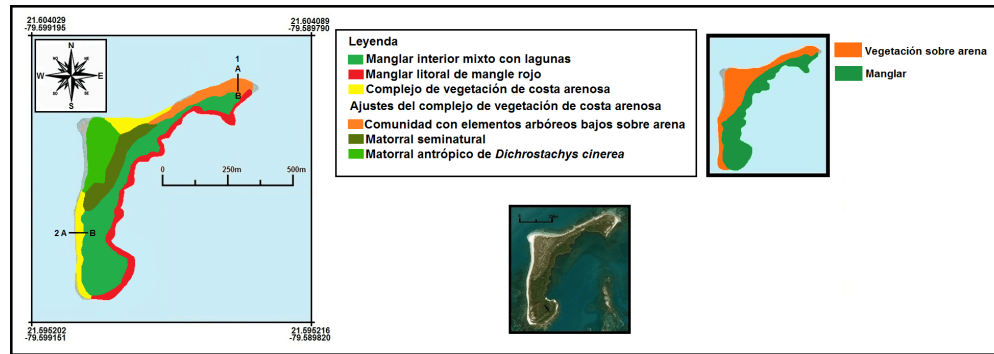 21.604029
-79.599195
21.604089
-79.589790
N
W E
S
1
A
B
0 250m 500m
2 A B
21.595202
-79.599151
21.595216
-79.589820
Leyenda
Manglar interior mixto con lagunas
Manglar litoral de mangle rojo
Complejo de vegetación de costa arenosa
Ajustes del complejo de vegetación de costa arenosa
Comunidad con elementos arbóreos bajos sobre arena
Matorral seminatural
Matorral antrópico de Dichrostachys cinerea
Vegetación sobre arena
Manglar